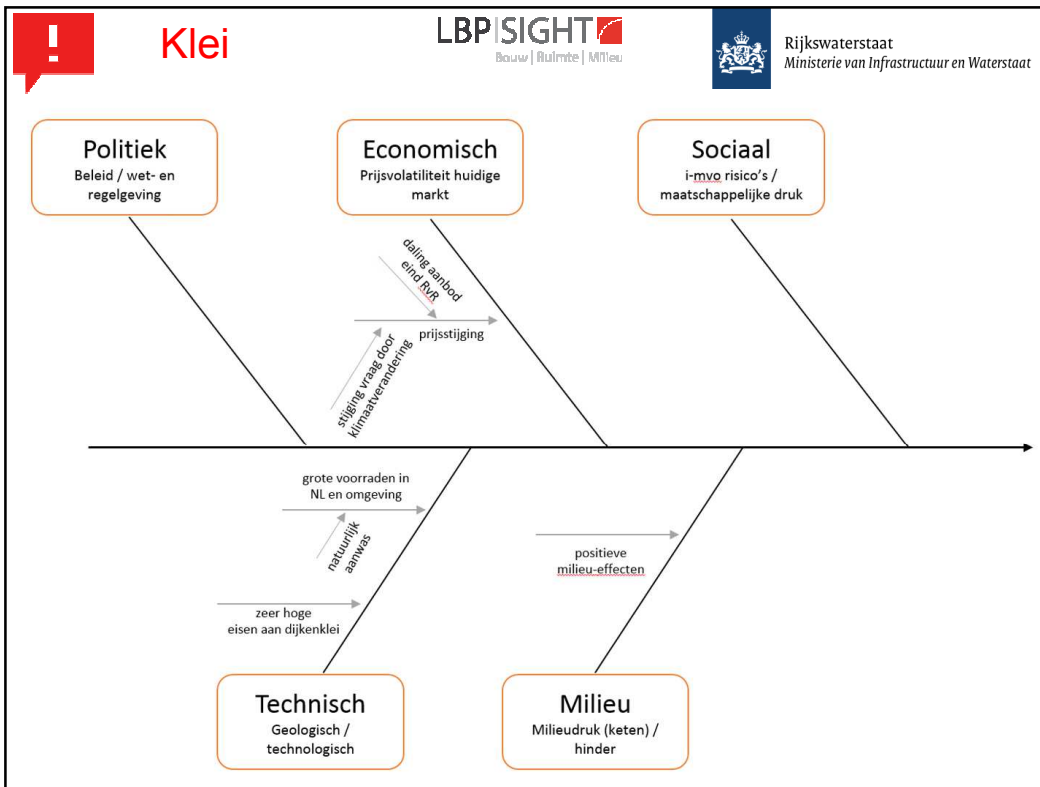 !
Klei
LBP|SIGHT
Bouw | Ruimte | Milieu
Rijkswaterstaat
Ministerie van Infrastructuur en Waterstaat
Politiek
Beleid / wet- en
regelgeving
Economisch
Prijsvolatiliteit huidige
markt
Sociaal
i-mvo risico's /
maatschappelijke druk
daling aanbod
eind RvR
prijsstijging
stijging vraag door
klimaatverandering
grote voorraden in
NL en omgeving
natuurlijk
aanwas
zeer hoge
eisen aan dijkenklei
positieve
milieu-effecten
Technisch
Geologisch /
technologisch
Milieu
Milieudruk (keten) /
hinder